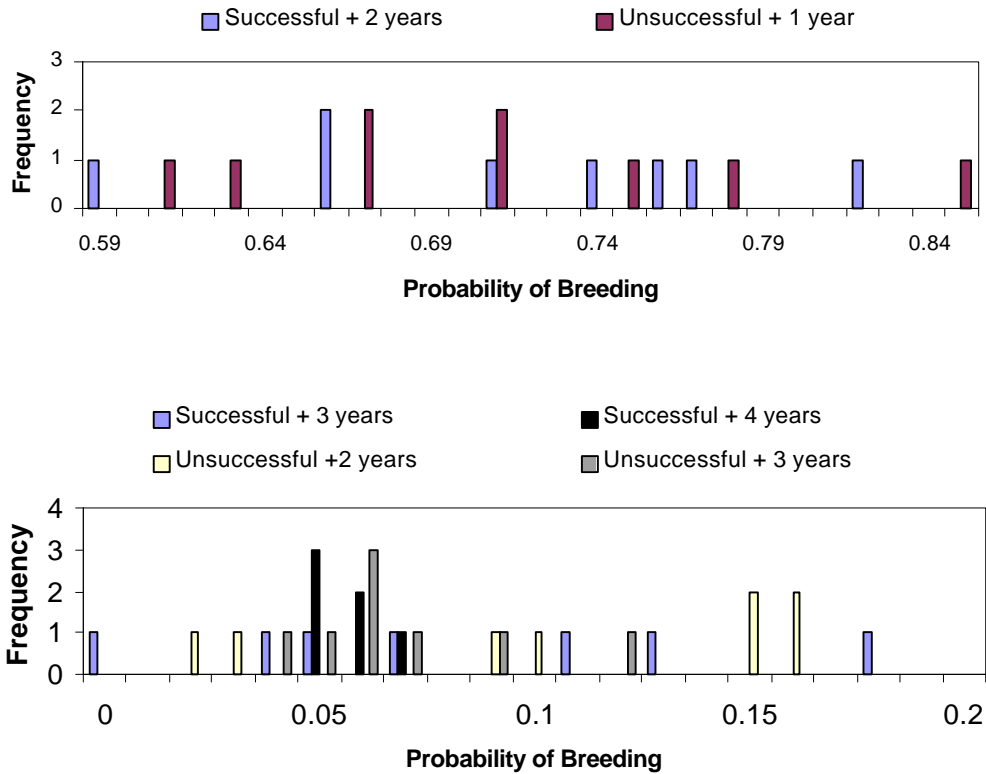 Successful + 2 years Unsuccessful + 1 year
3
2
1
0
Frequency
0.59 0.64 0.69 0.74 0.79 0.84
Probability of Breeding
Successful + 3 years Successful + 4 years
Unsuccessful +2 years Unsuccessful + 3 years
4
3
2
1
0
Frequency
0 0.05 0.1 0.15 0.2
Probability of Breeding